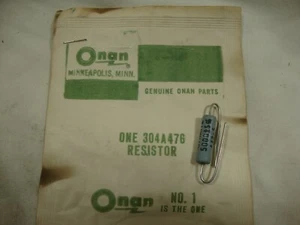 Onan
MINNEAPOLIS, MINN.
GENUINE ONAN PARTS
ONE 304A476
RESISTOR
Onan
NO. 1
IS THE ONE